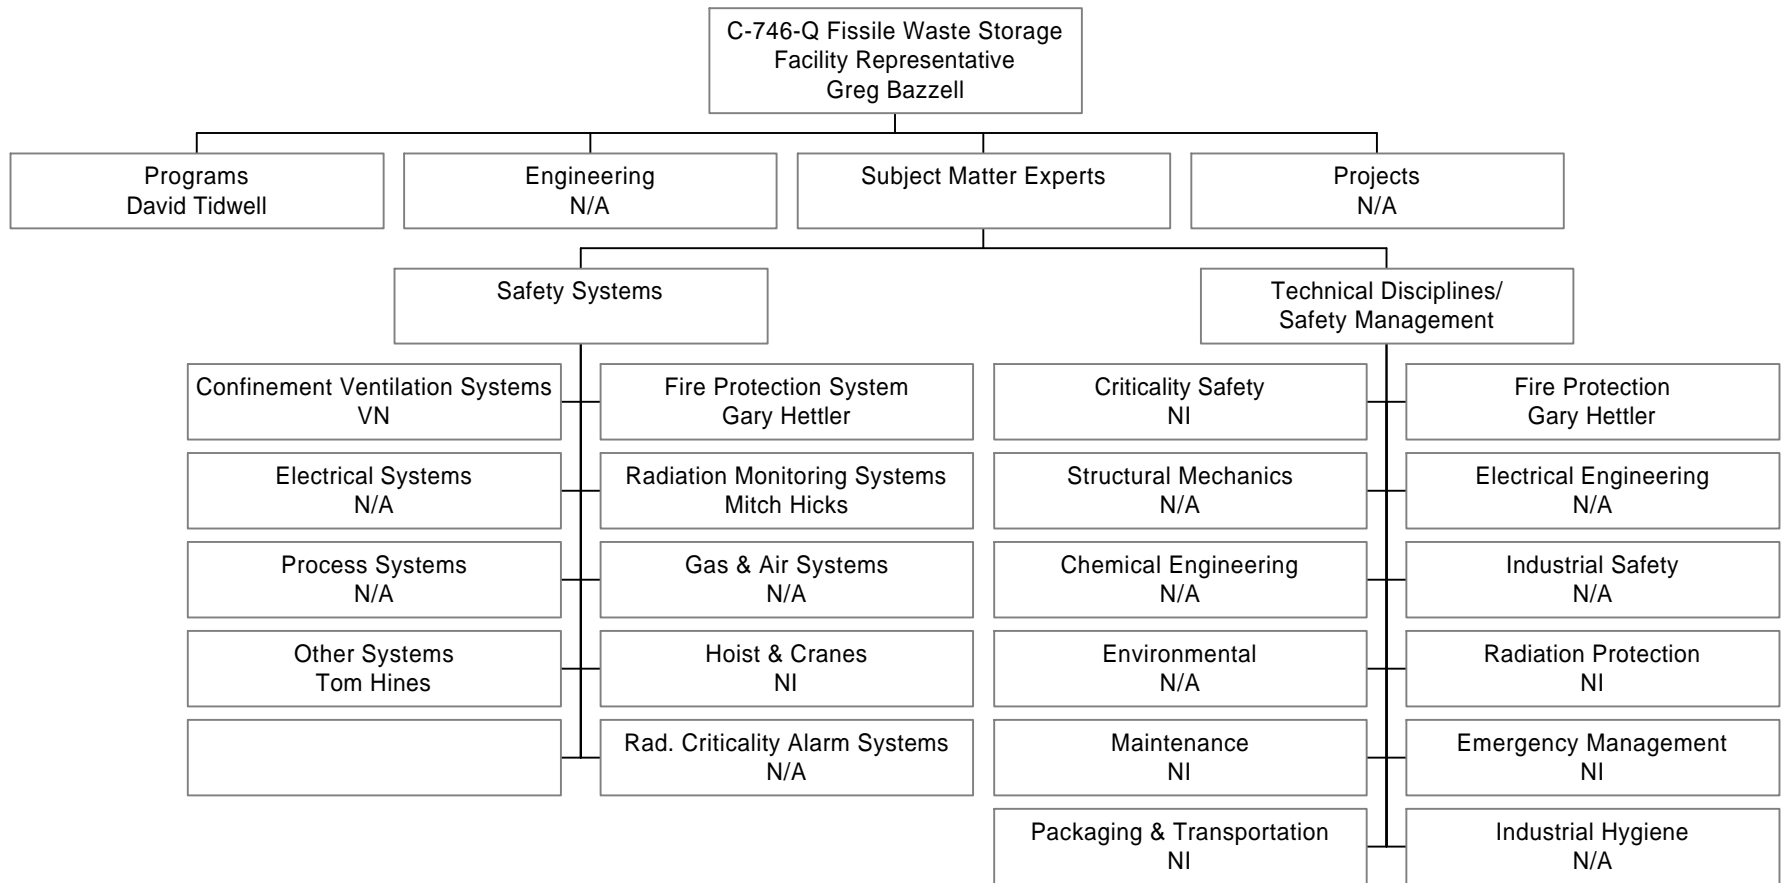 C-746-Q Fissile Waste Storage
Facility Representative
Greg Bazzell
Programs
David Tidwell
Engineering
N/A
Subject Matter Experts
Projects
N/A
Safety Systems
Technical Disciplines/
Safety Management
Confinement Ventilation Systems
VN
Fire Protection System
Gary Hettler
Criticality Safety
NI
Fire Protection
Gary Hettler
Electrical Systems
N/A
Radiation Monitoring Systems
Mitch Hicks
Structural Mechanics
N/A
Electrical Engineering
N/A
Process Systems
N/A
Gas & Air Systems
N/A
Chemical Engineering
N/A
Industrial Safety
N/A
Other Systems
Tom Hines
Hoist & Cranes
NI
Environmental
N/A
Radiation Protection
NI
Rad. Criticality Alarm Systems
N/A
Maintenance
NI
Emergency Management
NI
Packaging & Transportation
NI
Industrial Hygiene
N/A